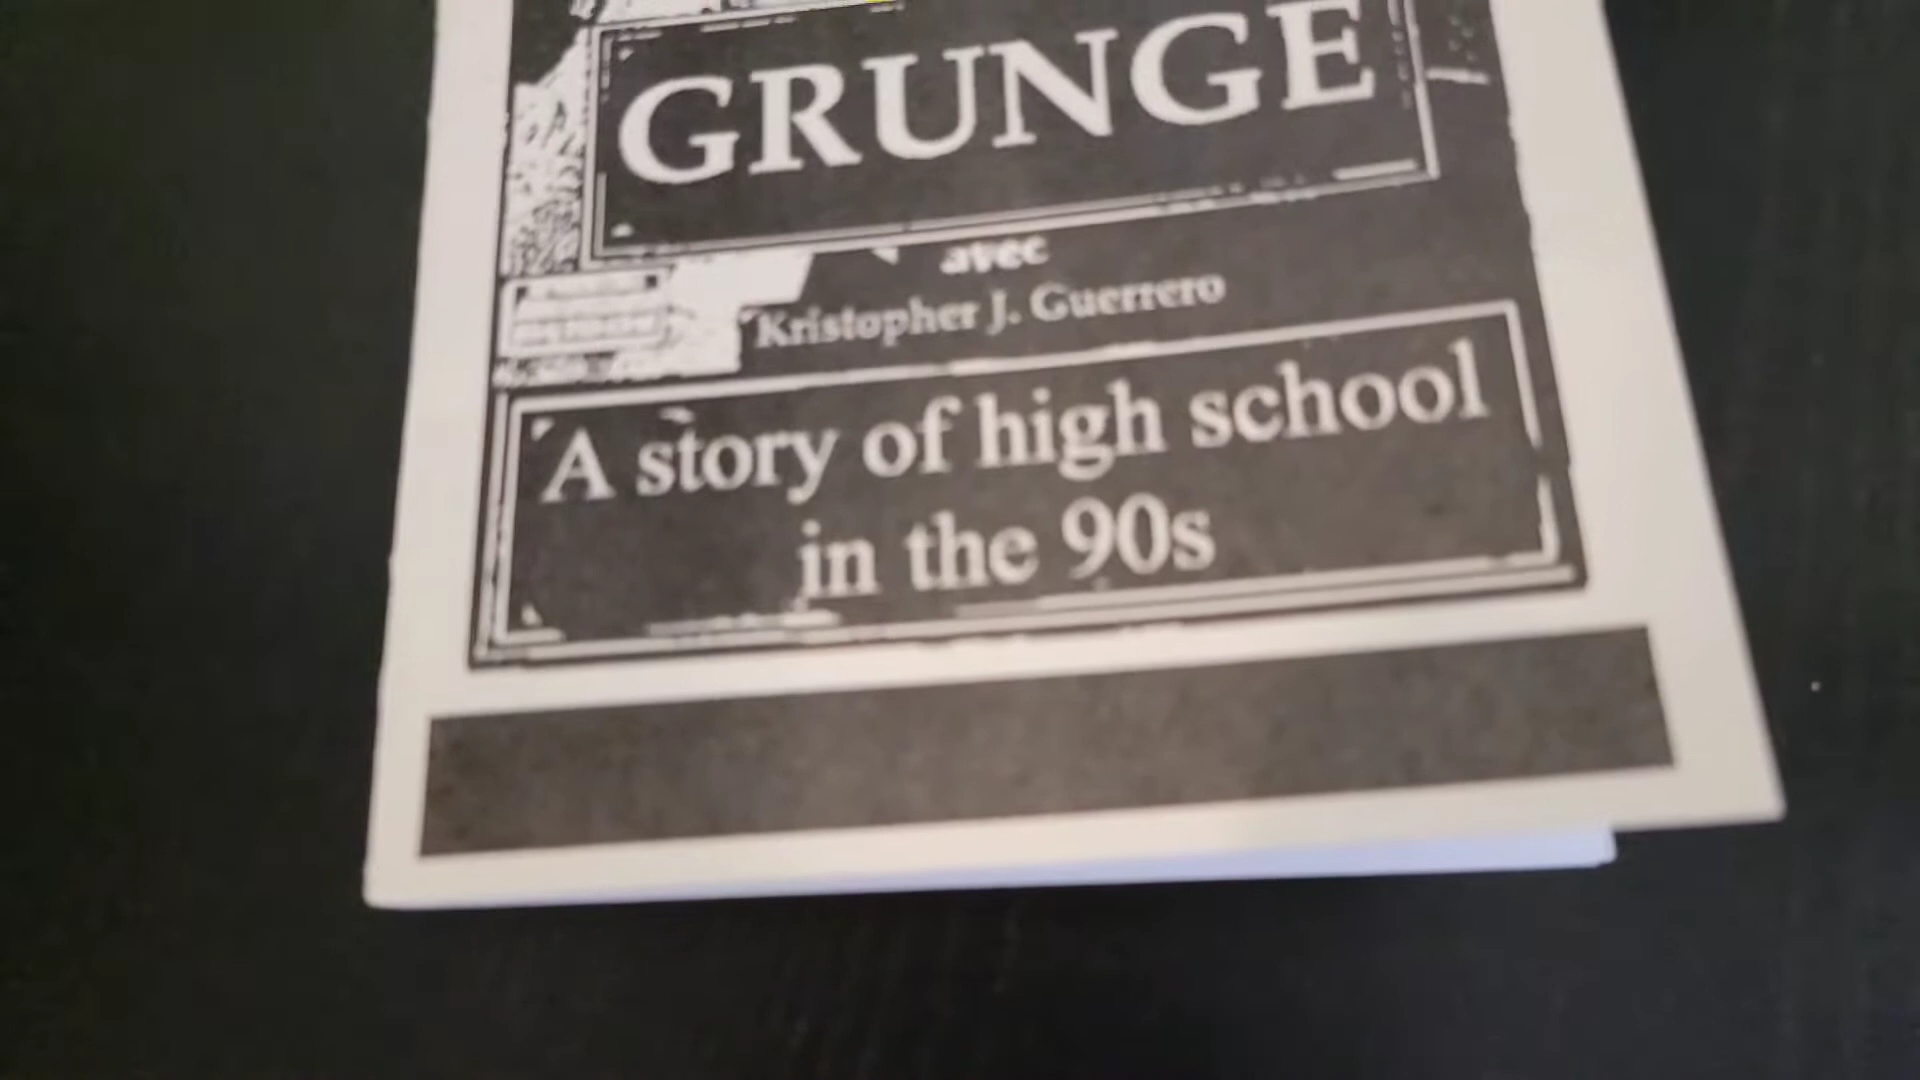 GRUNGE
avec
Kristopher J. Guerrero
A story of high school
in the 90s